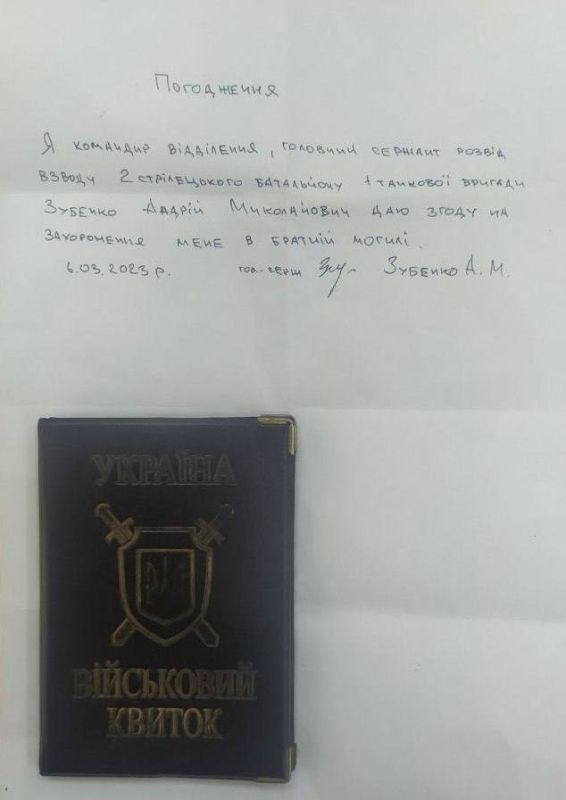 Погодження
Я командир відділення, головний сержант розвід
взводу 2 стрілецького батальйону 1 танкової бригади
Зубенко Андрій Миколайович даю згоду на
захоронення мене в братній могилі.
6.03.2023 р. гол. серж Зубенко А.М.
УКРАЇНА
ВІЙСЬКОВИЙ
КВИТОК